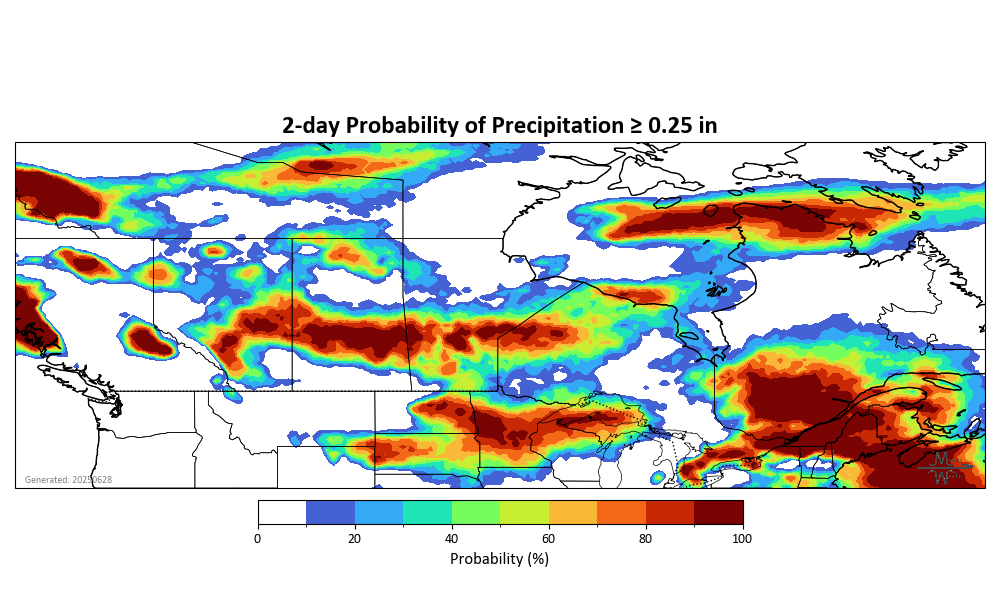 2-day Probability of Precipitation ≥ 0.25 in
Generated: 20250628
0 20 40 60 80 100
Probability (%)